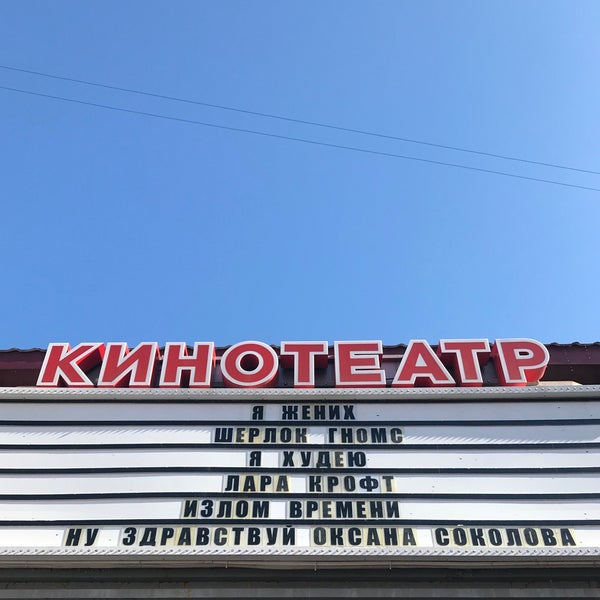 КИНОТЕАТР
Я ЖЕНИХ
ШЕРЛОК ГНОМС
Я ХУДЕЮ
ЛАРА КРОФТ
ИЗЛОМ ВРЕМЕНИ
НУ ЗДРАВСТВУЙ ОКСАНА СОКОЛОВА